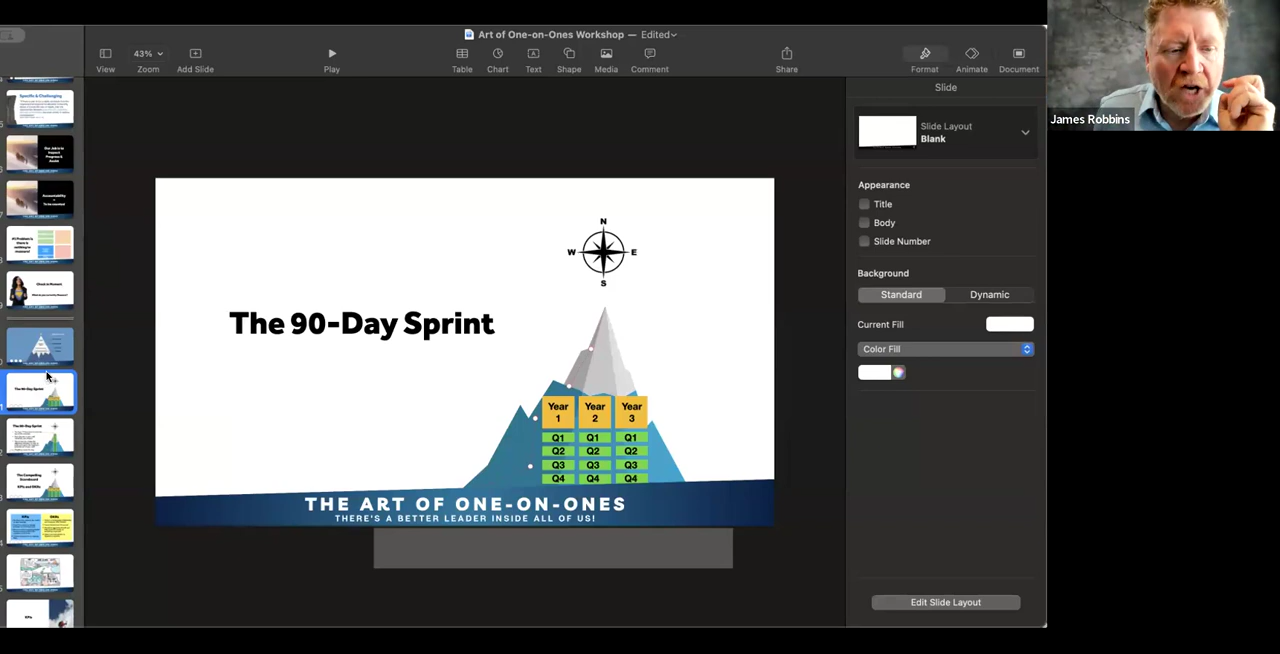 Art of One-on-Ones Workshop — Edited
43%
View
Zoom
Add Slide
Play
Table
Chart
Text
Shape
Media
Comment
Share
Format
Animate
Document
James Robbins
Slide
Slide Layout
Blank
Appearance
Title
Body
Slide Number
Background
Standard
Dynamic
Current Fill
Color Fill
Edit Slide Layout
Specific & Challenging
The 90-Day Sprint
N
W E
S
Year 1 Year 2 Year 3
Q1 Q1 Q1
Q2 Q2 Q2
Q3 Q3 Q3
Q4 Q4 Q4
THE ART OF ONE-ON-ONES
THERE'S A BETTER LEADER INSIDE ALL OF US!